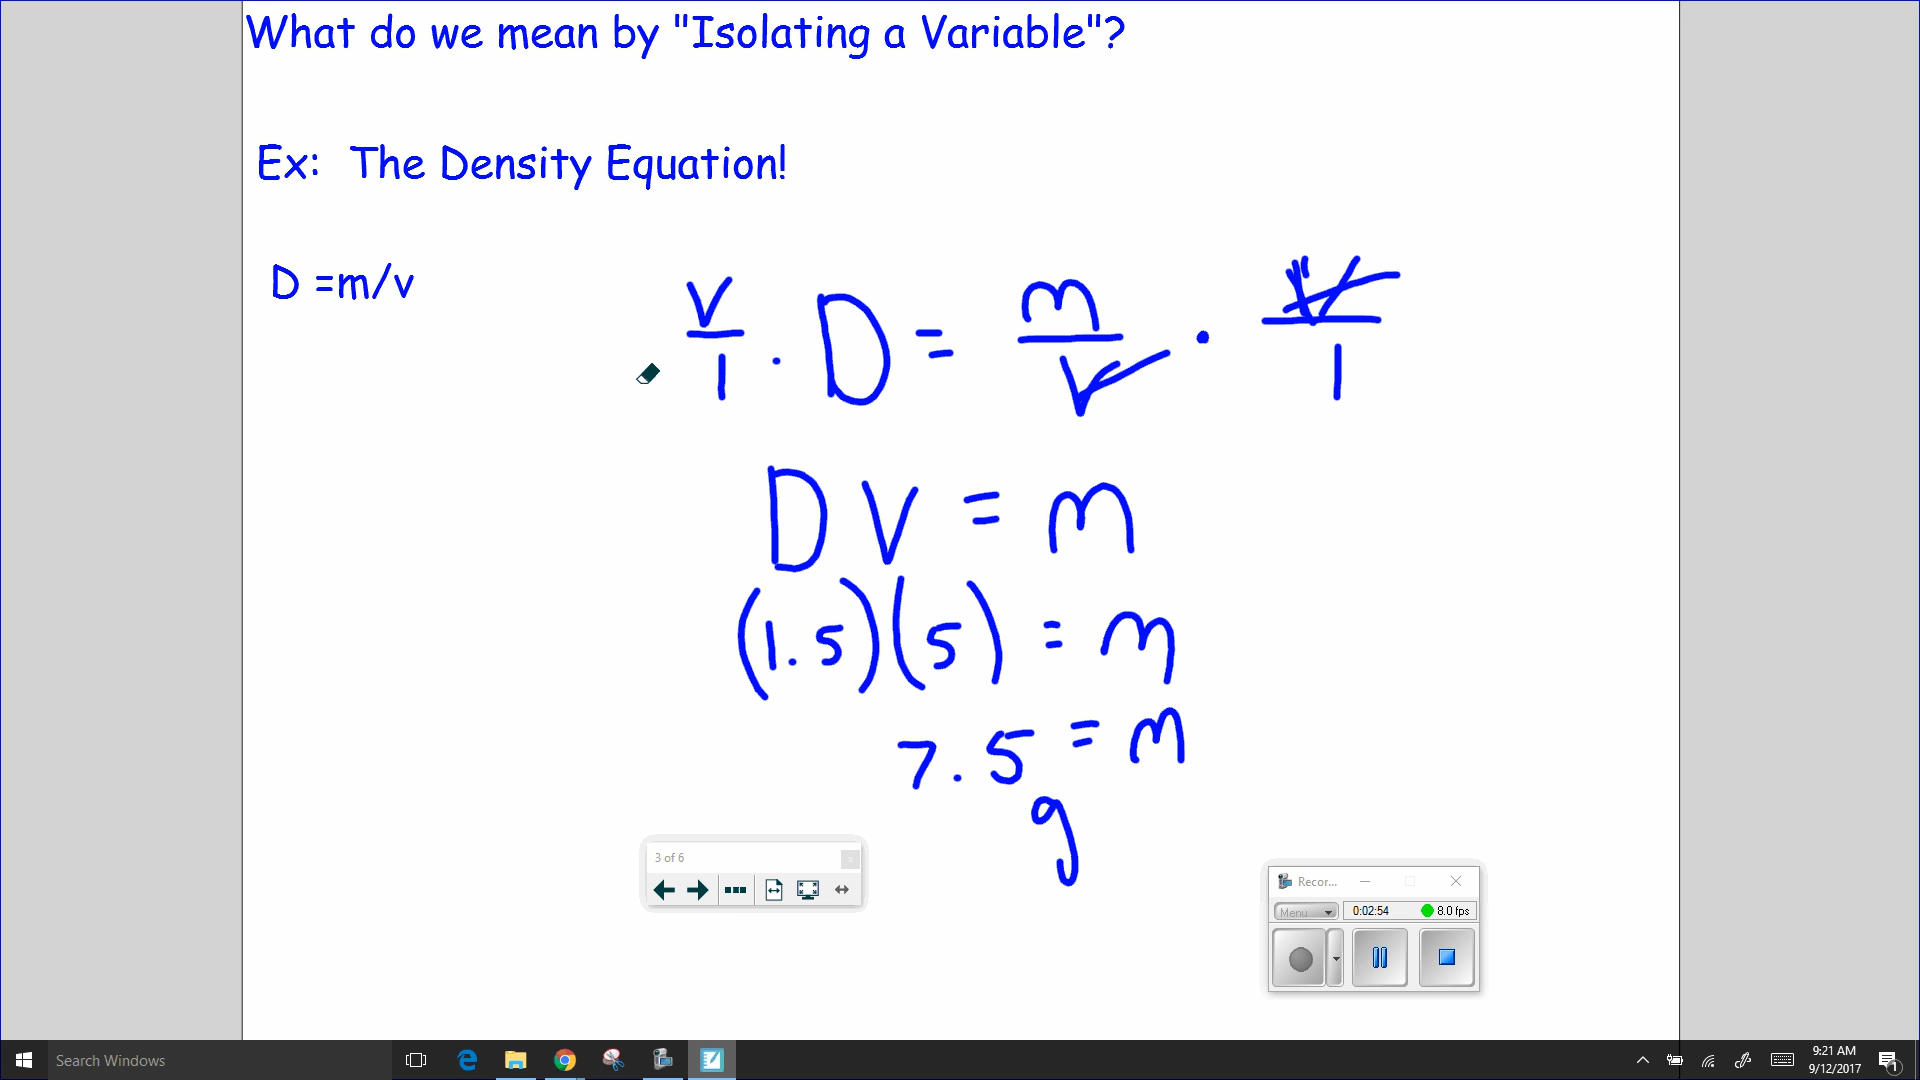 What do we mean by "Isolating a Variable"?
Ex: The Density Equation!
D =m/v
v/1 · D = m/v · v/1
D V = m
(1.5)(5) = m
7.5 = m
g
3 of 6
Recor...
Menu
0:02:54
8.0 fps
Search Windows
9:21 AM
9/12/2017
1